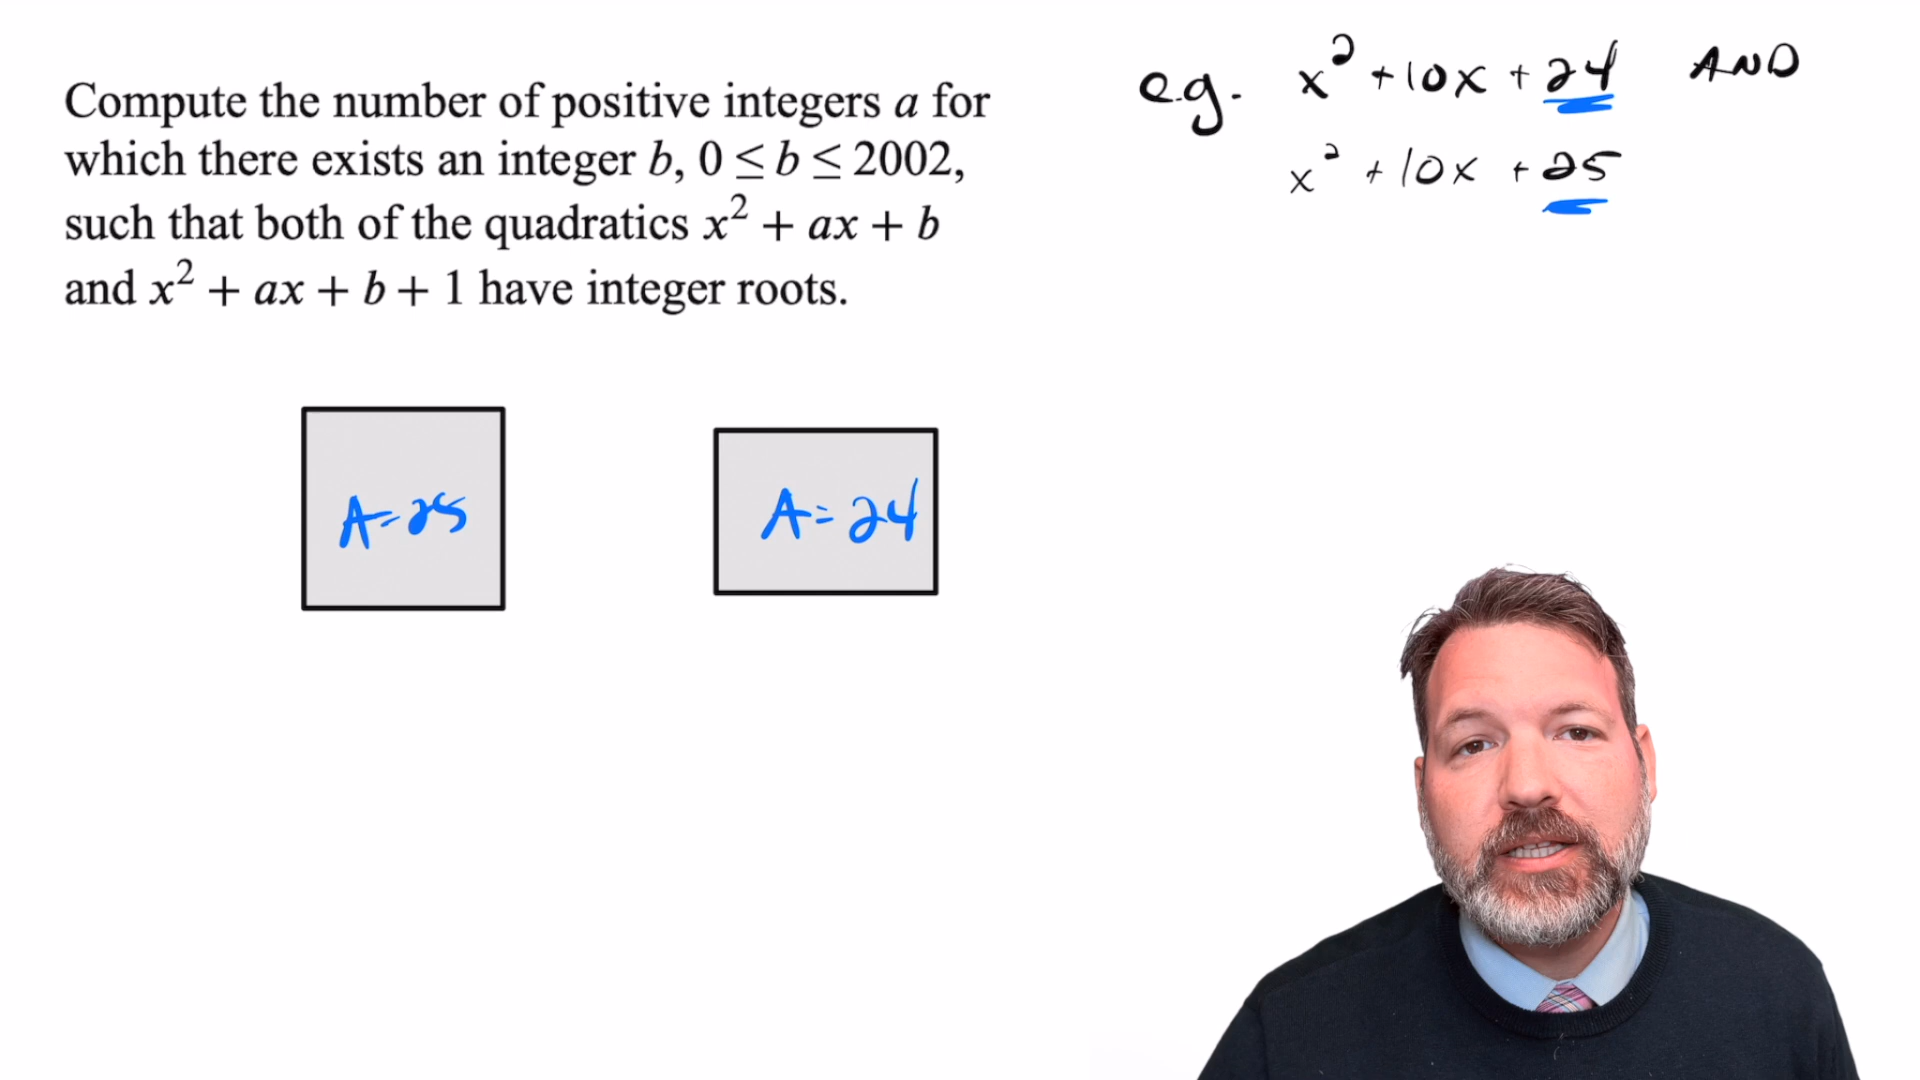 Compute the number of positive integers a for
which there exists an integer b, 0 ≤ b ≤ 2002,
such that both of the quadratics x² + ax + b
and x² + ax + b + 1 have integer roots.
e.g. x² + 10x + 24 AND
x² + 10x + 25
A=25
A=24